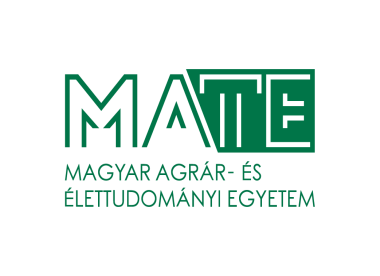 MATE
MAGYAR AGRÁR- ÉS
ÉLETTUDOMÁNYI EGYETEM